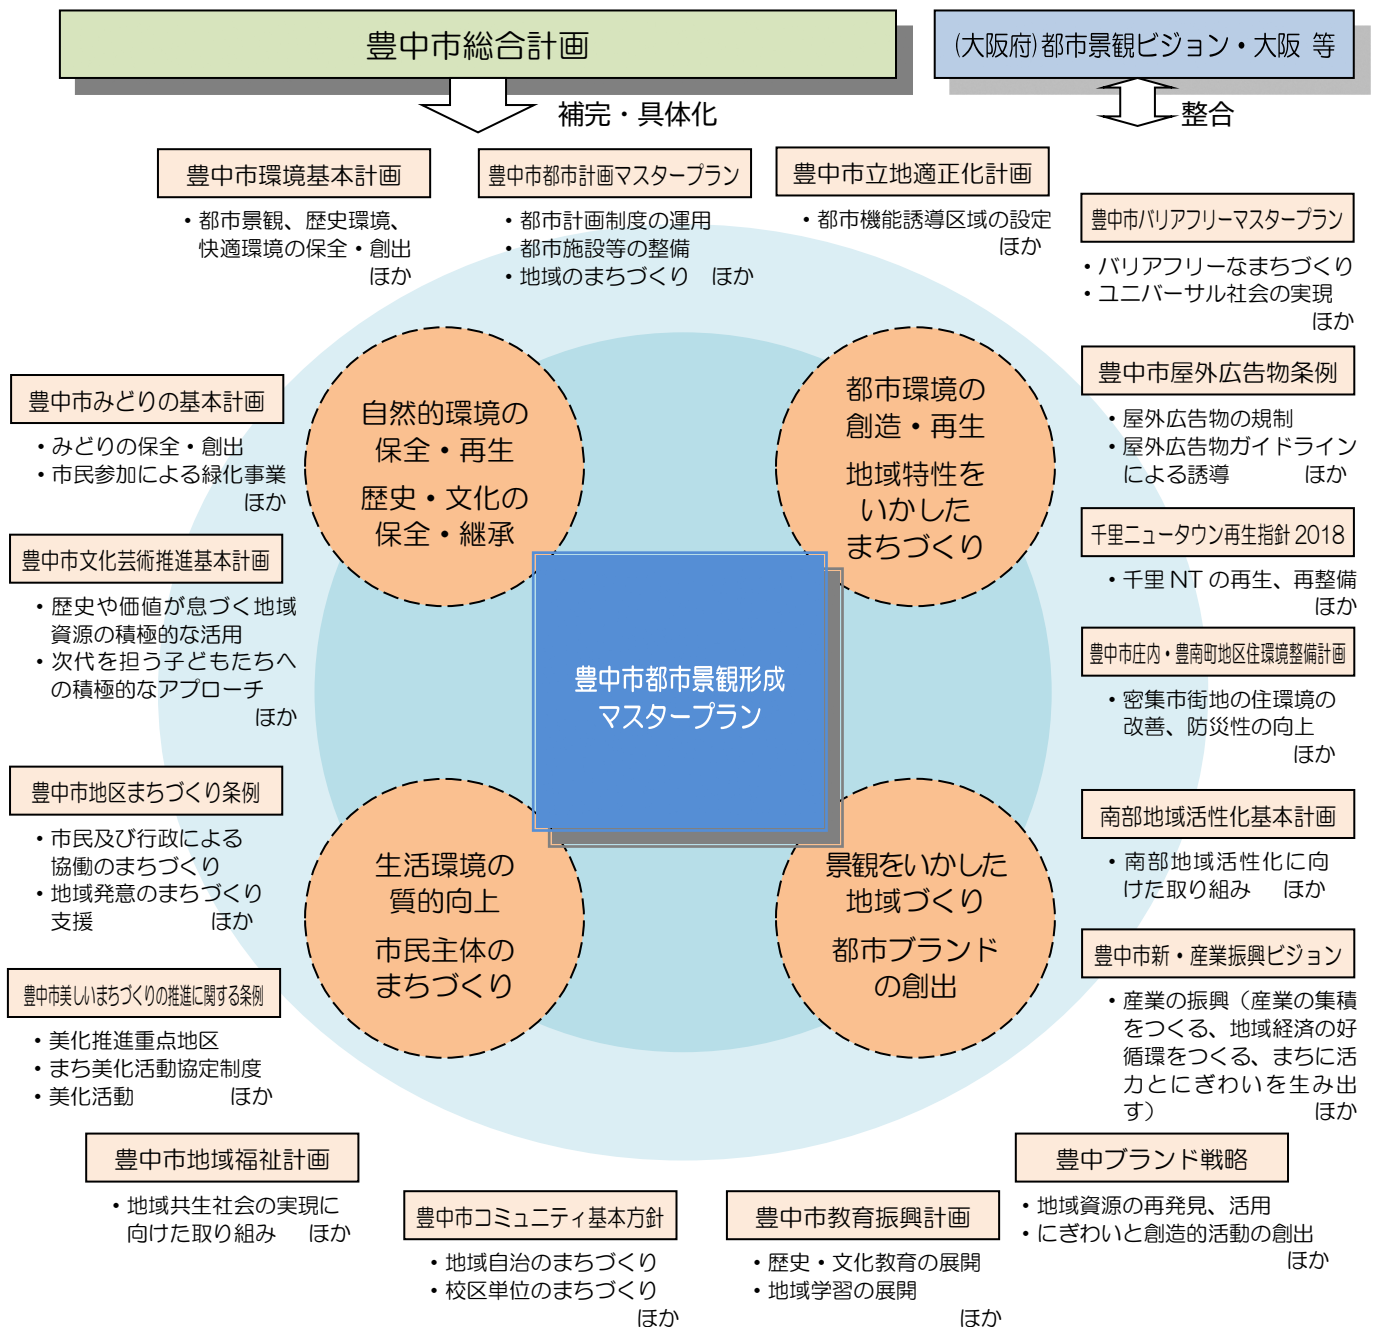 豊中市総合計画
(大阪府)都市景観ビジョン・大阪 等
補完・具体化
整合
豊中市環境基本計画
・都市景観、歴史環境、
快適環境の保全・創出
ほか
豊中市都市計画マスタープラン
・都市計画制度の運用
・都市施設等の整備
・地域のまちづくり ほか
豊中市立地適正化計画
・都市機能誘導区域の設定
ほか
豊中市バリアフリーマスタープラン
・バリアフリーなまちづくり
・ユニバーサル社会の実現
ほか
豊中市屋外広告物条例
・屋外広告物の規制
・屋外広告物ガイドライン
による誘導 ほか
千里ニュータウン再生指針 2018
・千里 NT の再生、再整備
ほか
豊中市庄内・豊南町地区住環境整備計画
・密集市街地の住環境の
改善、防災性の向上
ほか
南部地域活性化基本計画
・南部地域活性化に向
けた取り組み ほか
豊中市新・産業振興ビジョン
・産業の振興（産業の集積
をつくる、地域経済の好
循環をつくる、まちに活
力とにぎわいを生み出
す） ほか
豊中ブランド戦略
・地域資源の再発見、活用
・にぎわいと創造的活動の創出
ほか
豊中市教育振興計画
・歴史・文化教育の展開
・地域学習の展開
ほか
豊中市コミュニティ基本方針
・地域自治のまちづくり
・校区単位のまちづくり
ほか
豊中市地域福祉計画
・地域共生社会の実現に
向けた取り組み ほか
豊中市美しいまちづくりの推進に関する条例
・美化推進重点地区
・まち美化活動協定制度
・美化活動 ほか
豊中市地区まちづくり条例
・市民及び行政による
協働のまちづくり
・地域発意のまちづくり
支援 ほか
豊中市文化芸術推進基本計画
・歴史や価値が息づく地域
資源の積極的な活用
・次代を担う子どもたちへ
の積極的なアプローチ
ほか
豊中市みどりの基本計画
・みどりの保全・創出
・市民参加による緑化事業
ほか
自然的環境の
保全・再生
歴史・文化の
保全・継承
都市環境の
創造・再生
地域特性を
いかした
まちづくり
豊中市都市景観形成
マスタープラン
生活環境の
質的向上
市民主体の
まちづくり
景観をいかした
地域づくり
都市ブランド
の創出